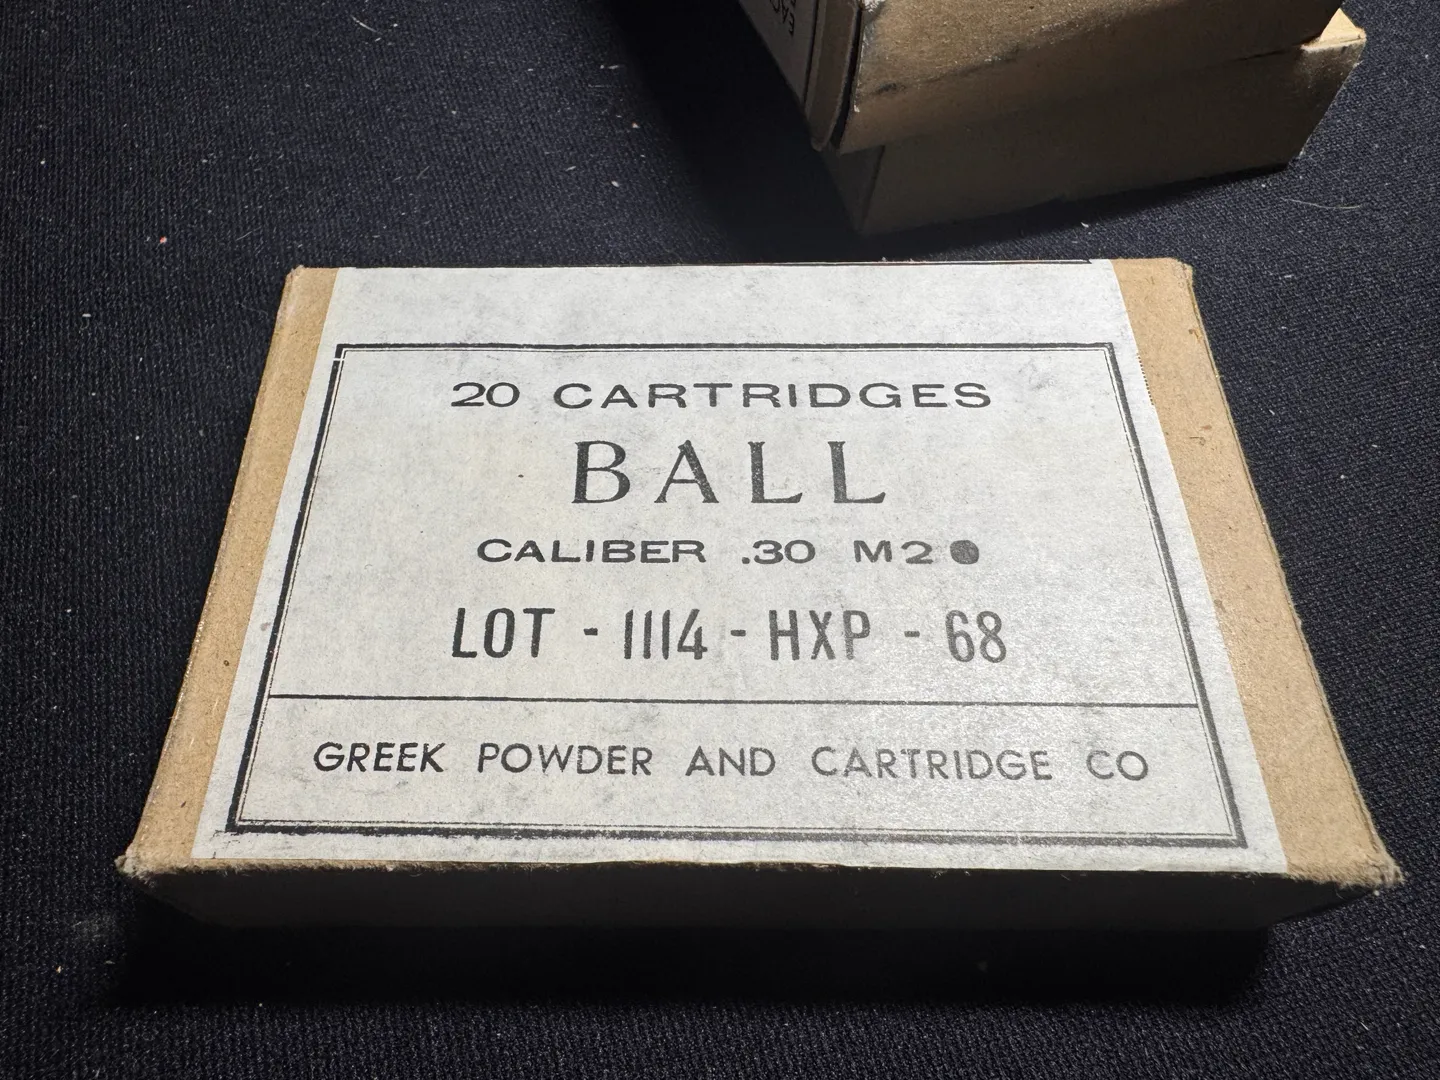 20 CARTRIDGES
BALL
CALIBER .30 M2
LOT - 1114 - HXP - 68
GREEK POWDER AND CARTRIDGE CO